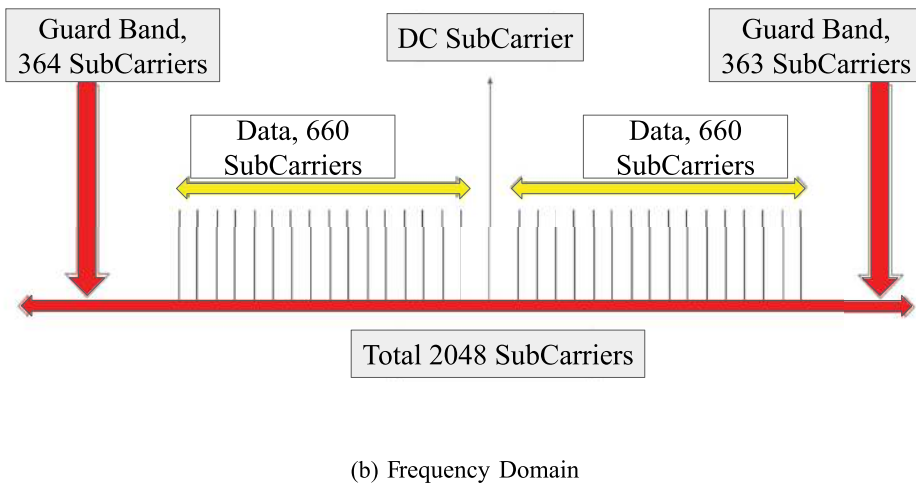 Guard Band,
364 SubCarriers
DC SubCarrier
Guard Band,
363 SubCarriers
Data, 660
SubCarriers
Data, 660
SubCarriers
Total 2048 SubCarriers
(b) Frequency Domain